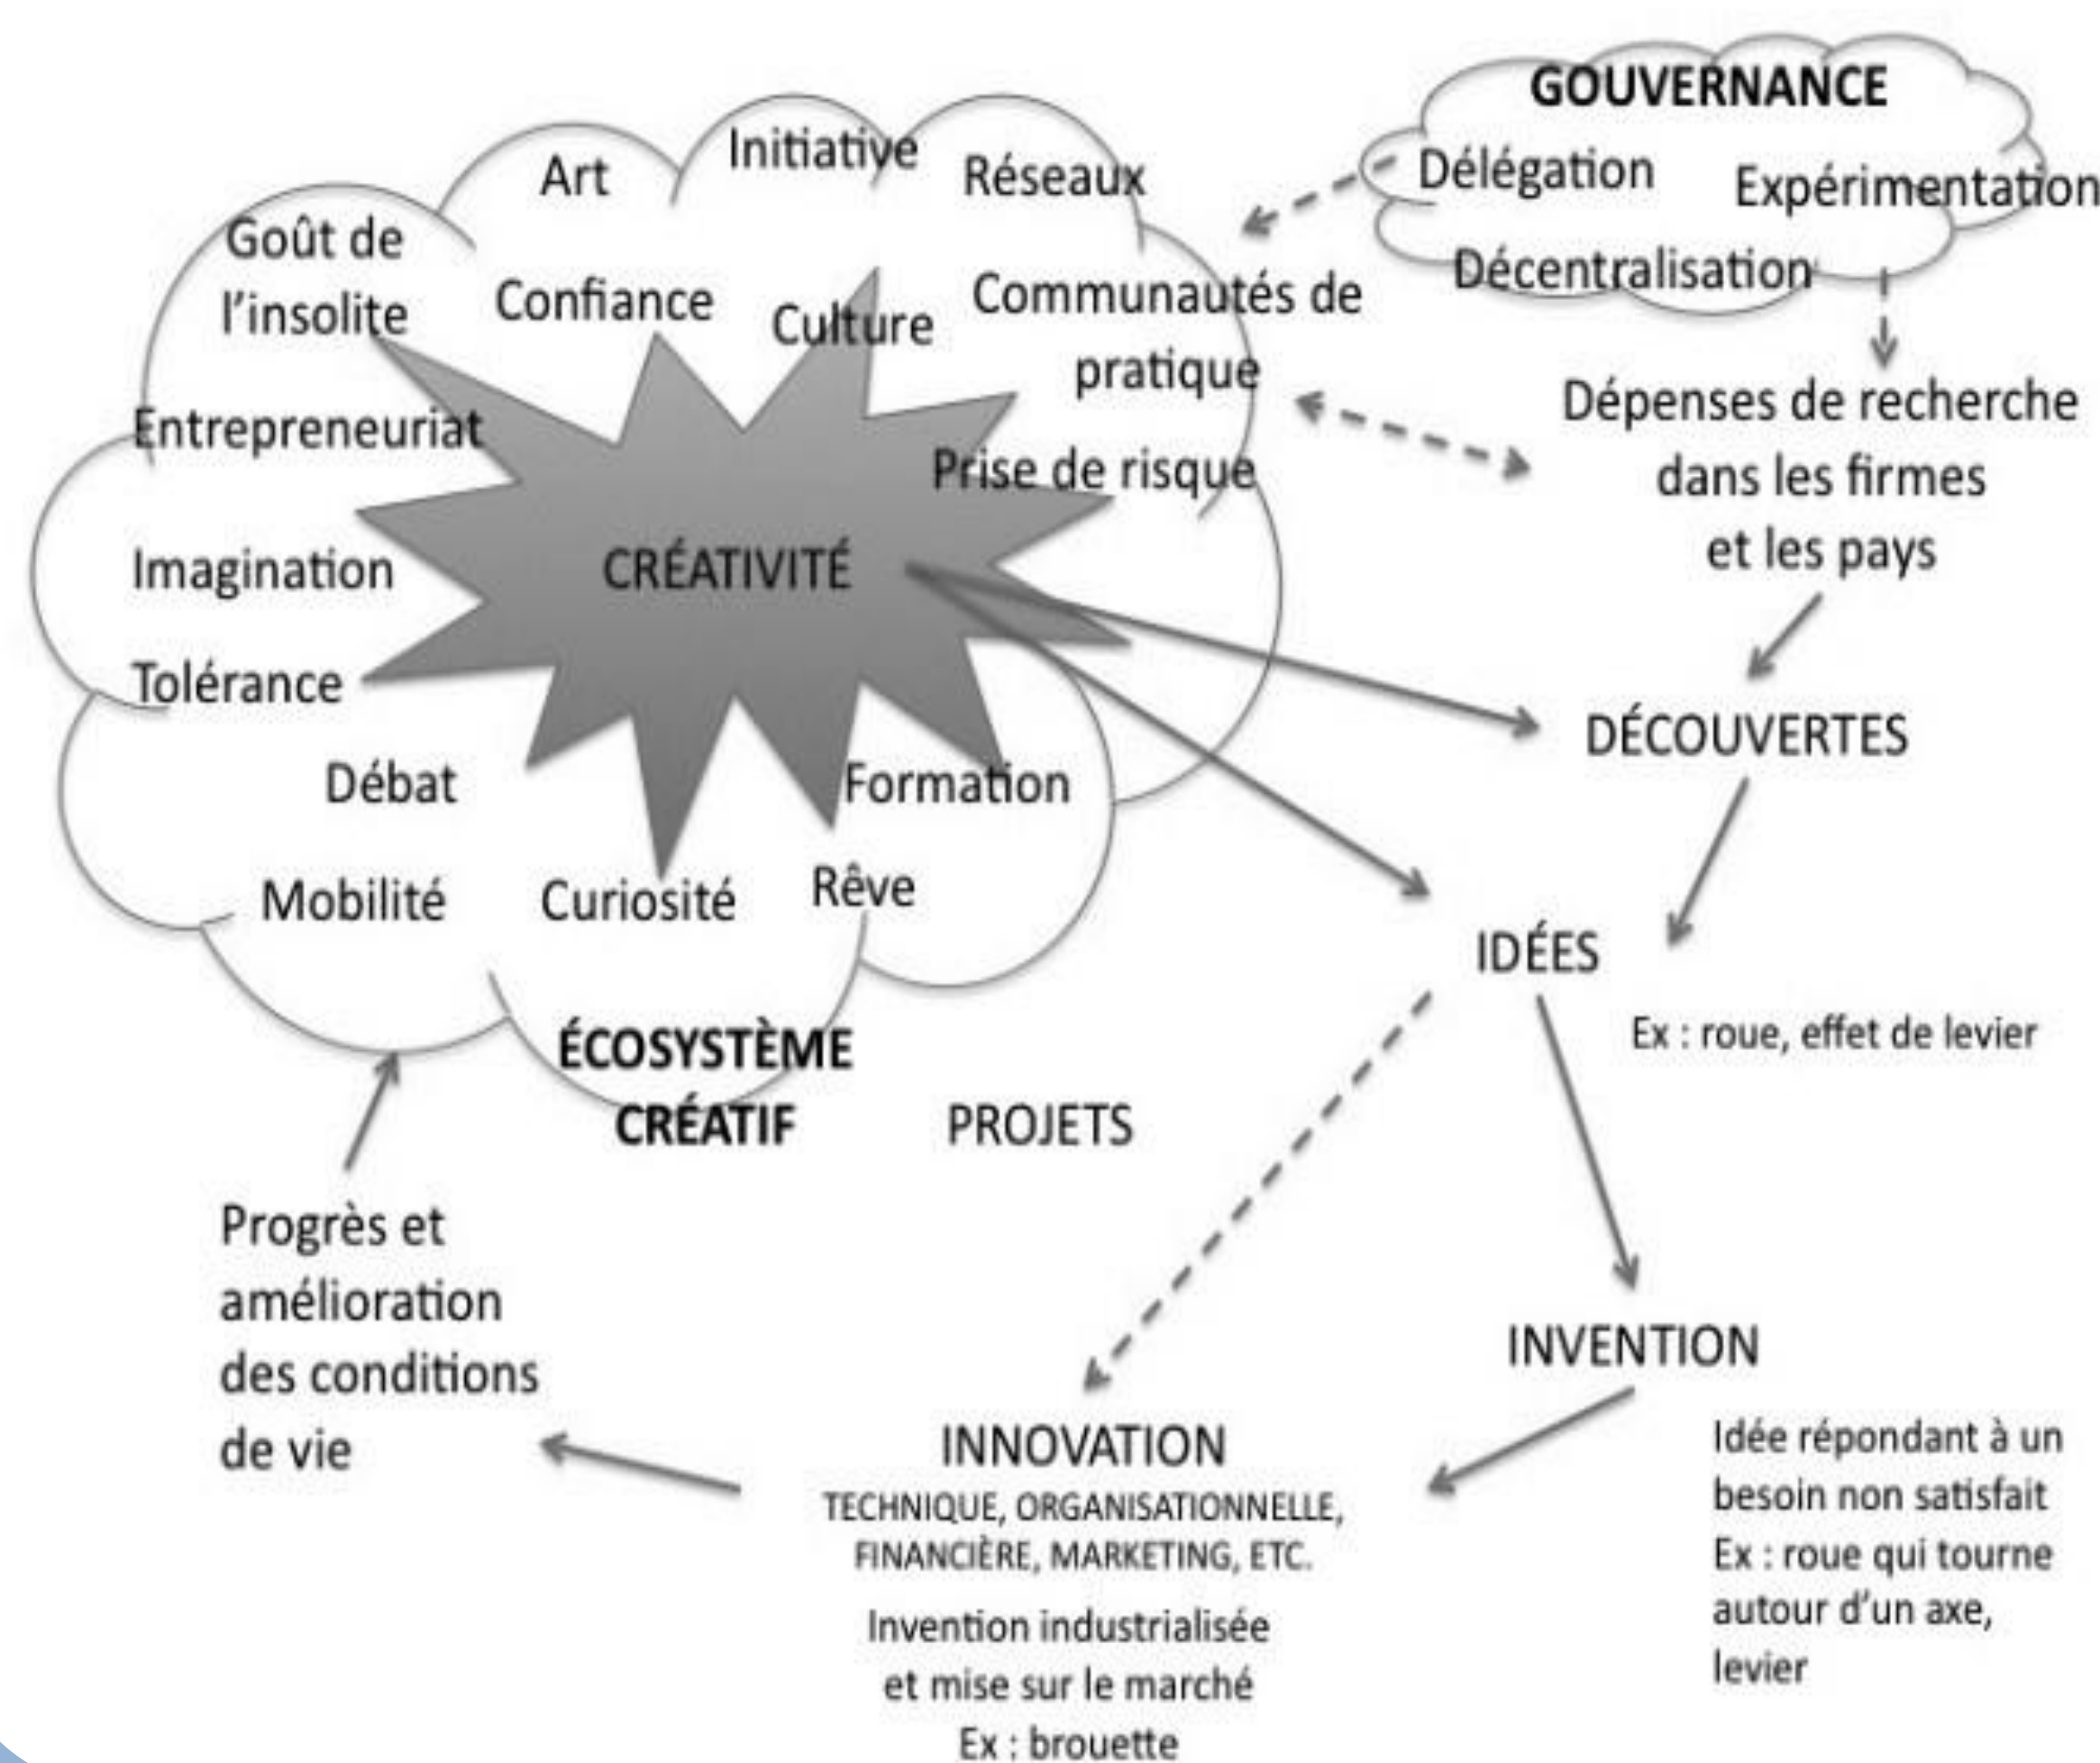 GOUVERNANCE
Délégation
Expérimentation
Décentralisation
Initiative
Art
Réseaux
Goût de
l'insolite
Confiance
Culture
Communautés de
pratique
Entrepreneuriat
Prise de risque
Imagination
CRÉATIVITÉ
Tolérance
Débat
Formation
Mobilité
Curiosité
Rêve
ÉCOSYSTÈME
CRÉATIF
PROJETS
Dépenses de recherche
dans les firmes
et les pays
DÉCOUVERTES
IDÉES
Ex : roue, effet de levier
INVENTION
Idée répondant à un
besoin non satisfait
Ex : roue qui tourne
autour d'un axe,
levier
INNOVATION
TECHNIQUE, ORGANISATIONNELLE,
FINANCIÈRE, MARKETING, ETC.
Invention industrialisée
et mise sur le marché
Ex : brouette
Progrès et
amélioration
des conditions
de vie